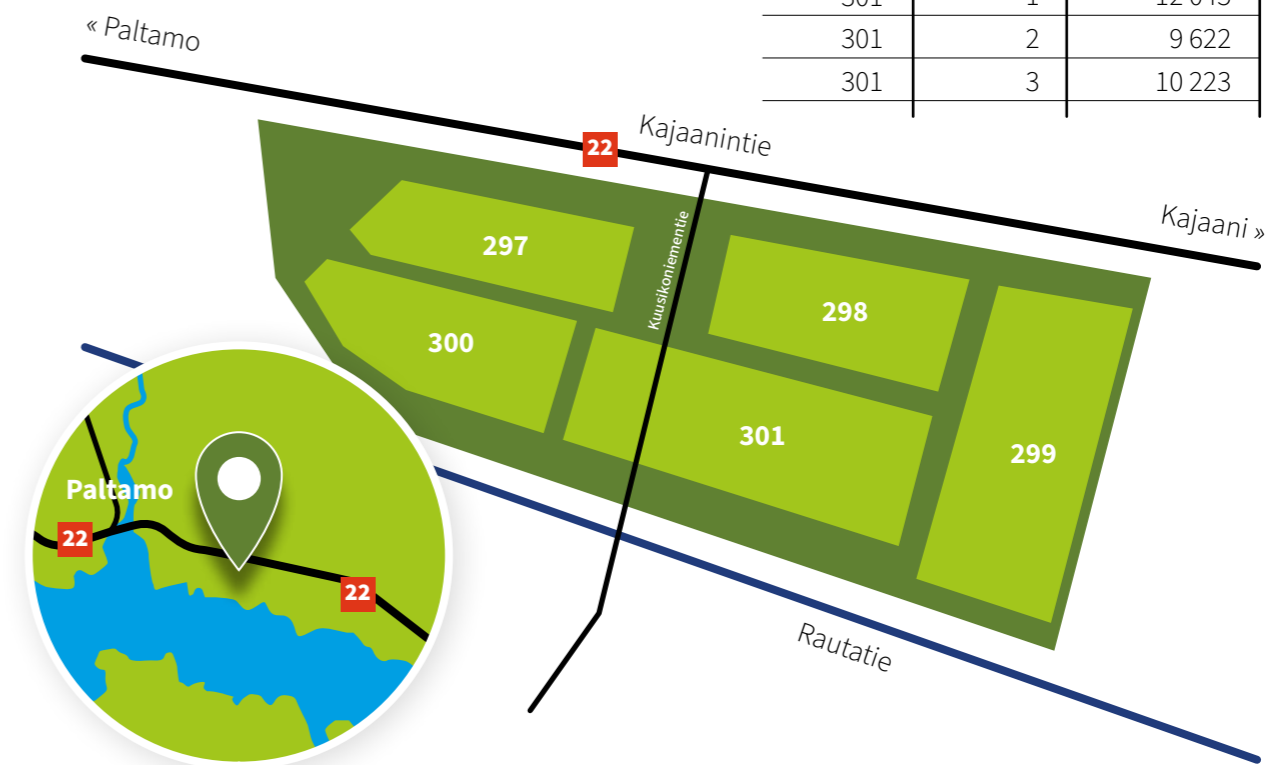 301 2 9 622
301 3 10 223
« Paltamo
Kajaanintie
22
Kajaani »
Kuusikoniementie
297
298
300
301
299
Paltamo
22
22
Rautatie